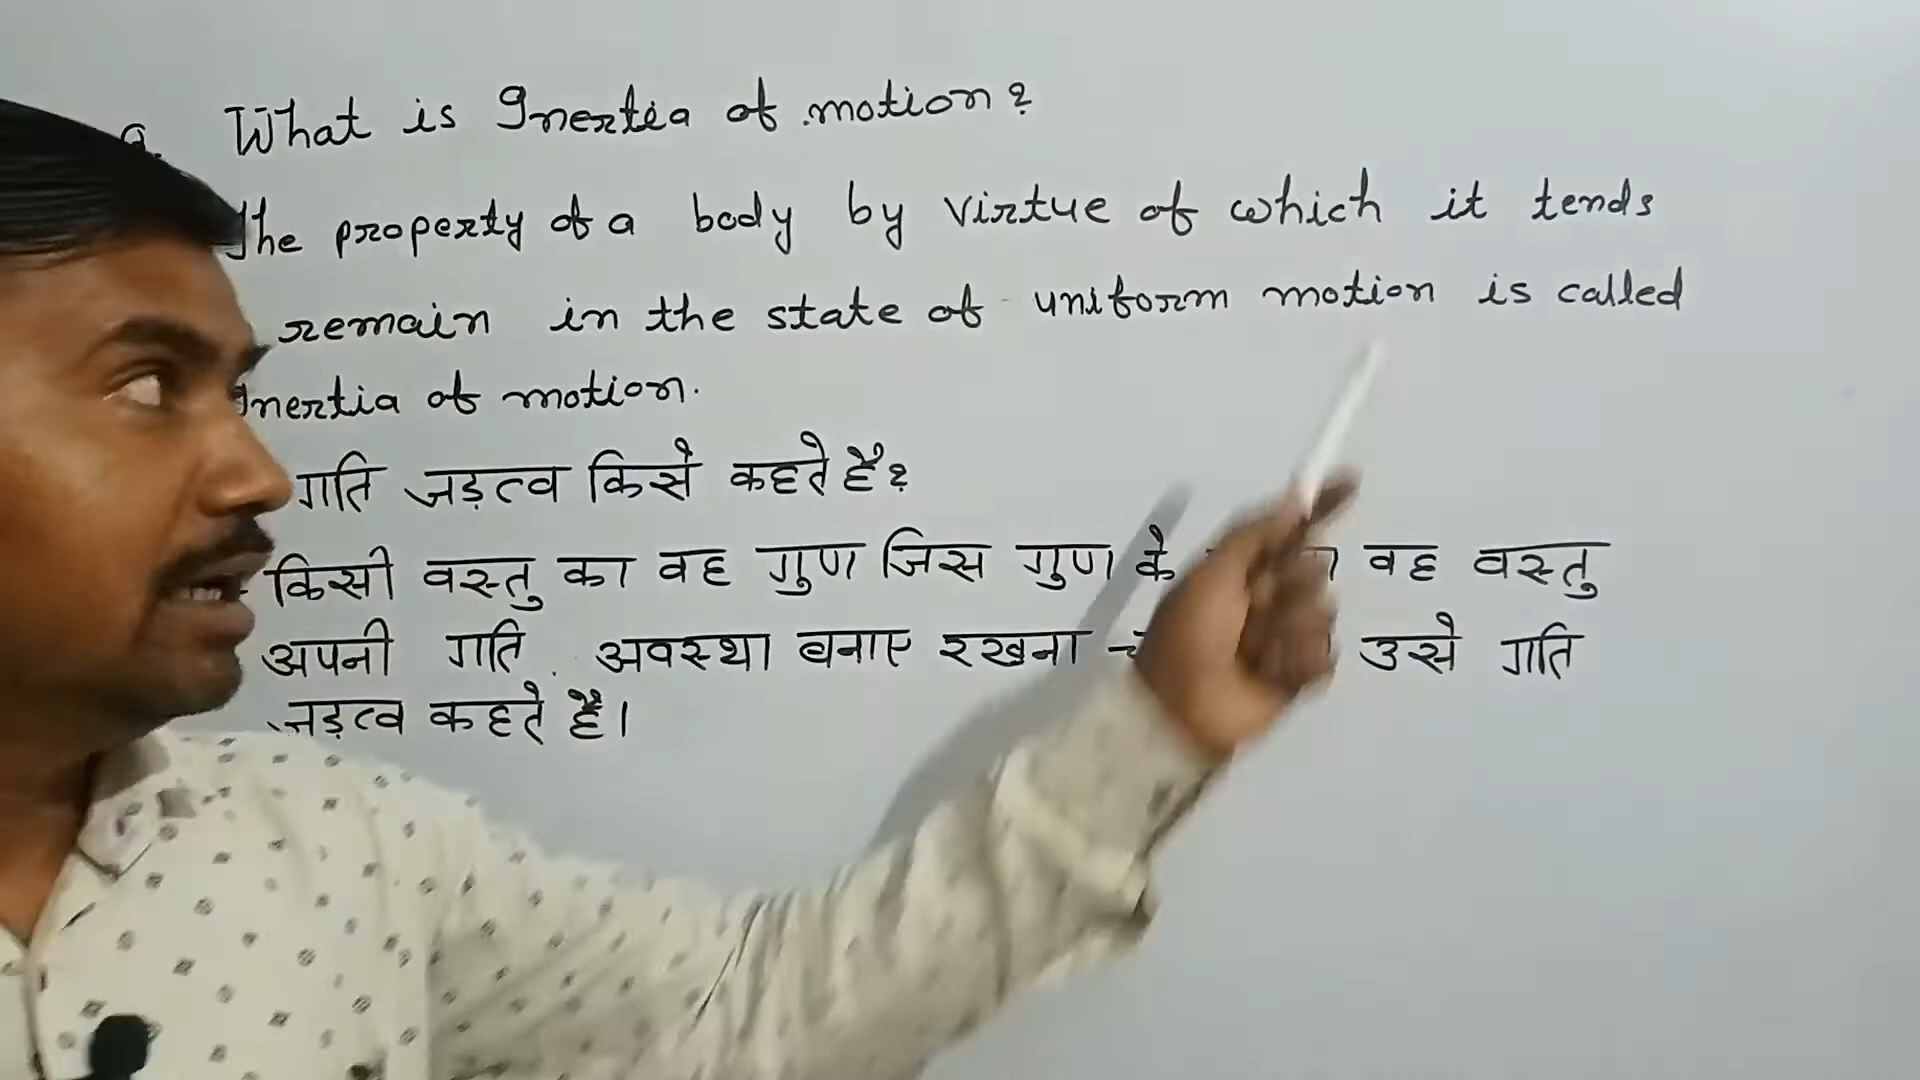 What is Inertia of motion?
The property of a body by virtue of which it tends
remain in the state of uniform motion is called
Inertia of motion.
गति जड़त्व किसे कहते हैं?
किसी वस्तु का वह गुण जिस गुण के वह वस्तु
अपनी गति अवस्था बनाए रखना उसे गति
जड़त्व कहते हैं।